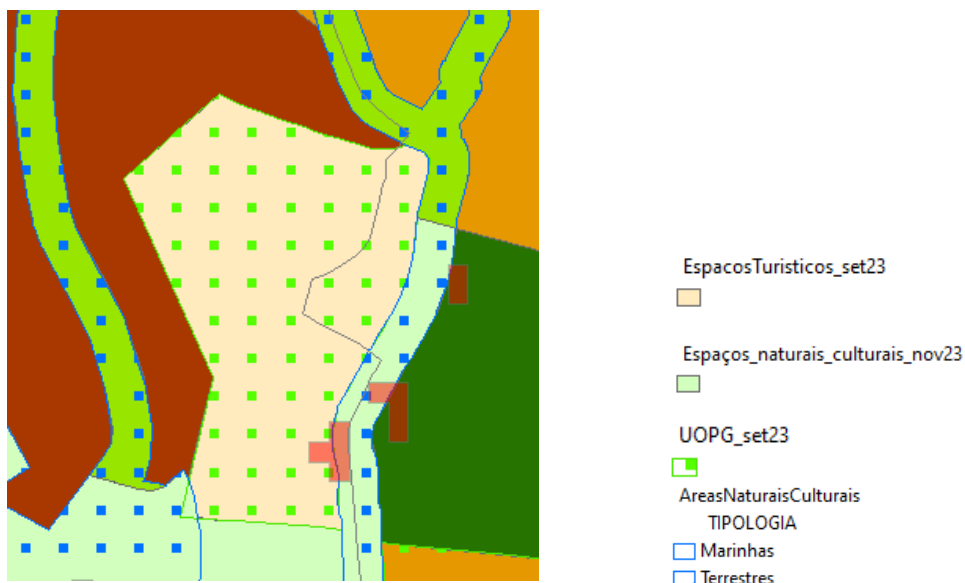 EspacosTuristicos_set23
Espaços_naturais_culturais_nov23
UOPG_set23
AreasNaturaisCulturais
TIPOLOGIA
Marinhas
Terrestres